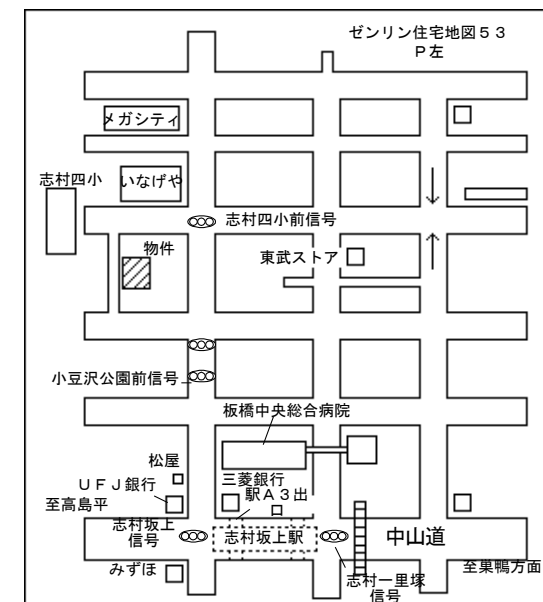 ゼンリン住宅地図５３
Ｐ左
メガシティ
志村四小
いなげや
志村四小前信号
物件
東武ストア
小豆沢公園前信号
板橋中央総合病院
松屋
ＵＦＪ銀行
三菱銀行
駅Ａ３出
至高島平
志村坂上
信号
志村坂上駅
中山道
みずほ
志村一里塚
信号
至巣鴨方面